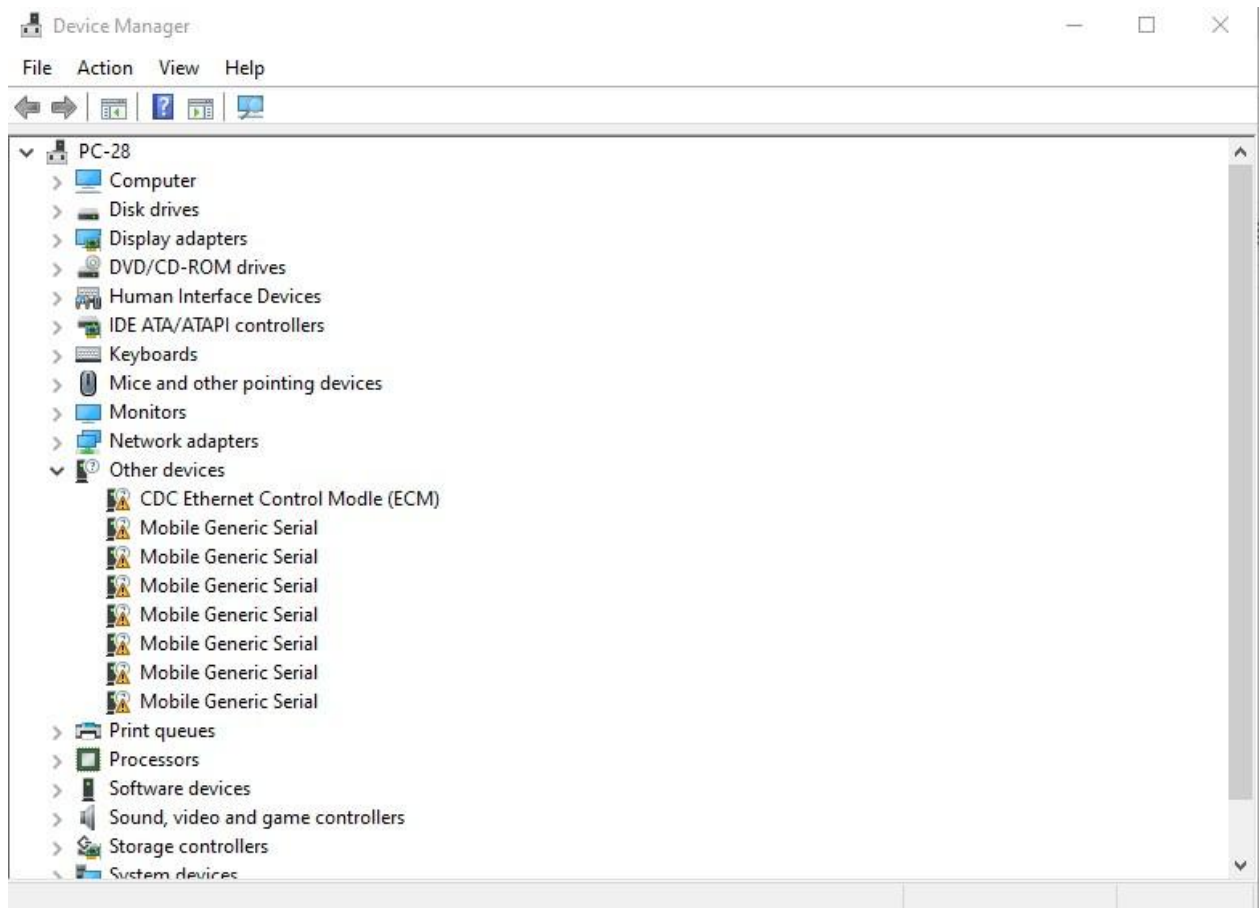 Device Manager
File Action View Help
PC-28
Computer
Disk drives
Display adapters
DVD/CD-ROM drives
Human Interface Devices
IDE ATA/ATAPI controllers
Keyboards
Mice and other pointing devices
Monitors
Network adapters
Other devices
CDC Ethernet Control Modle (ECM)
Mobile Generic Serial
Mobile Generic Serial
Mobile Generic Serial
Mobile Generic Serial
Mobile Generic Serial
Mobile Generic Serial
Mobile Generic Serial
Print queues
Processors
Software devices
Sound, video and game controllers
Storage controllers
System devices